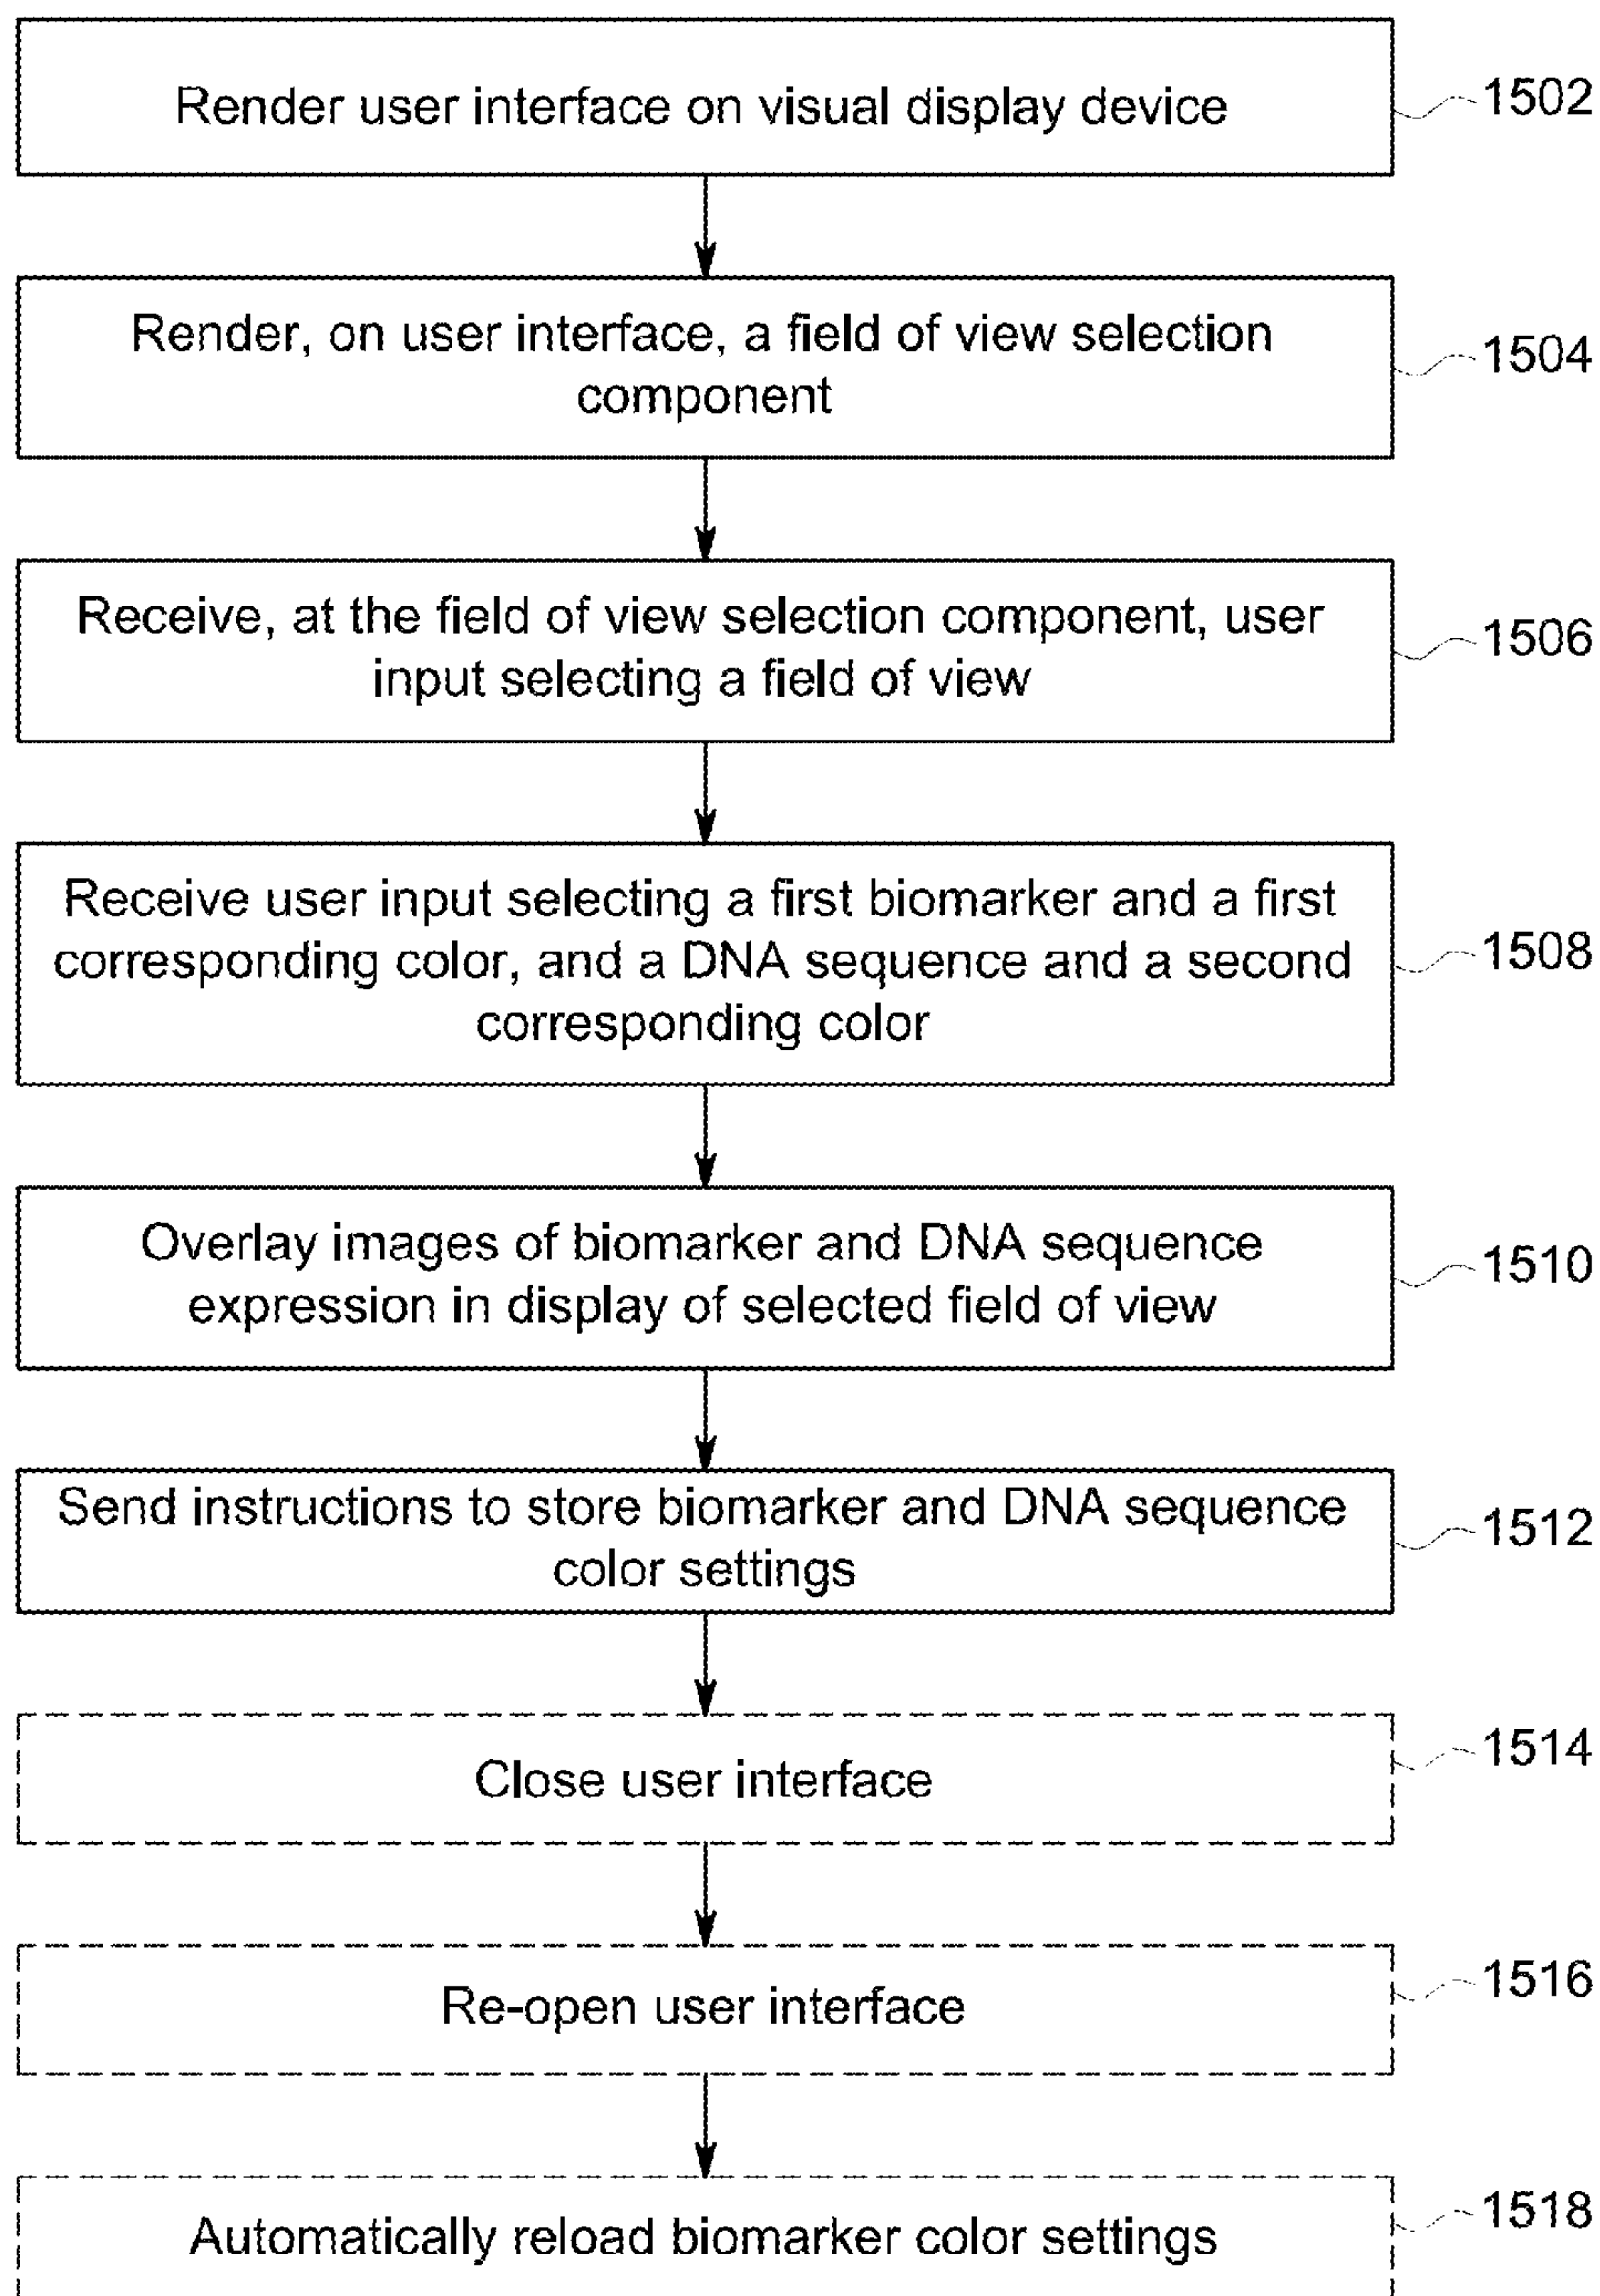 Render user interface on visual display device
1502
Render, on user interface, a field of view selection
component
1504
Receive, at the field of view selection component, user
input selecting a field of view
1506
Receive user input selecting a first biomarker and a first
corresponding color, and a DNA sequence and a second
corresponding color
1508
Overlay images of biomarker and DNA sequence
expression in display of selected field of view
1510
Send instructions to store biomarker and DNA sequence
color settings
1512
Close user interface
1514
Re-open user interface
1516
Automatically reload biomarker color settings
1518